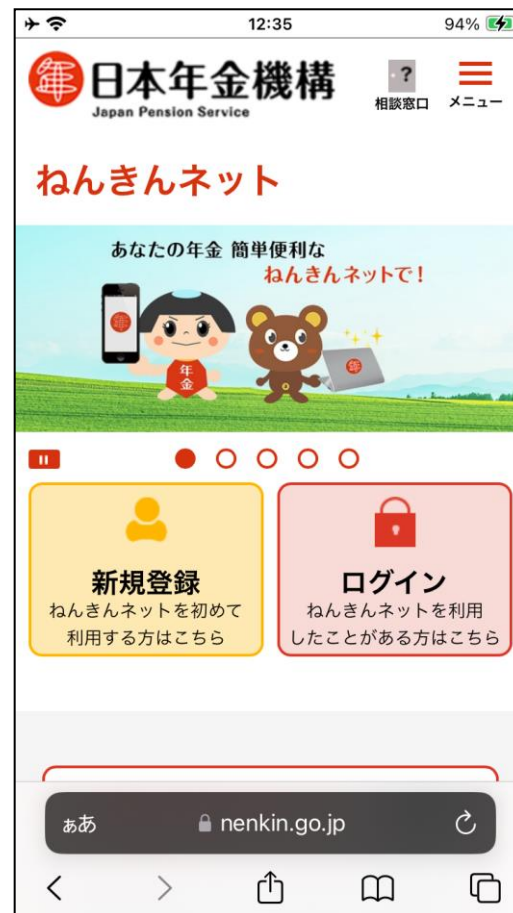 12:35
94%
年
日本年金機構
Japan Pension Service
?
相談窓口
メニュー
ねんきんネット
あなたの年金 簡単便利な
ねんきんネットで!
年
年
年金
新規登録
ねんきんネットを初めて
利用する方はこちら
ログイン
ねんきんネットを利用
したことがある方はこちら
ぁあ
nenkin.go.jp